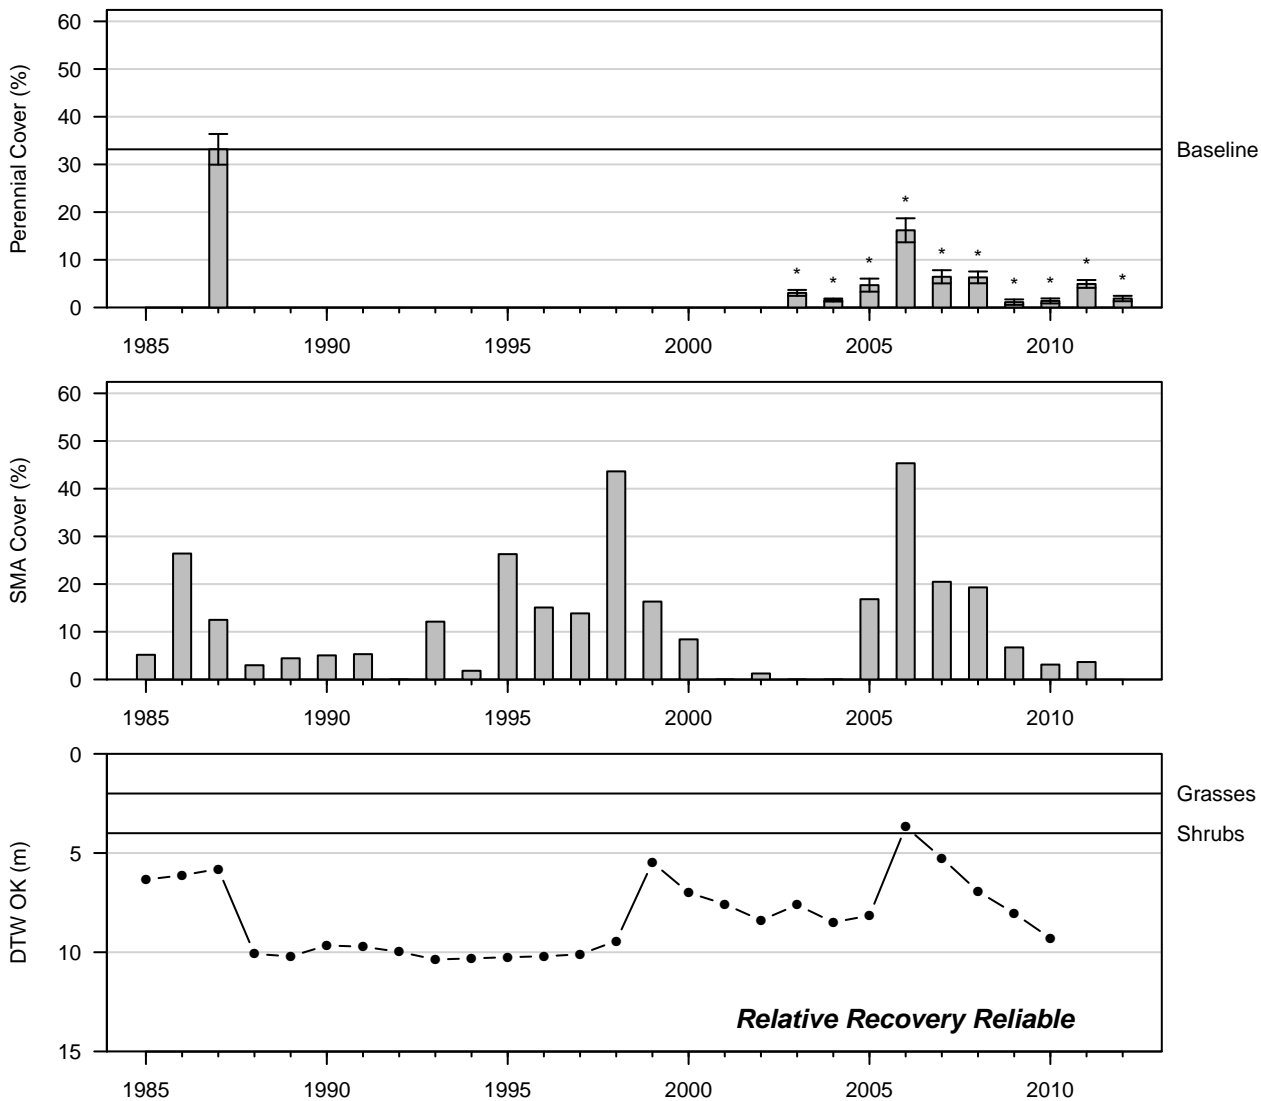 60
50
40
30
20
10
0
Perennial Cover (%)
Baseline
* * * * * * * * * *
1985 1990 1995 2000 2005 2010
60
50
40
30
20
10
0
SMA Cover (%)
1985 1990 1995 2000 2005 2010
0
5
10
15
DTW OK (m)
Grasses
Shrubs
Relative Recovery Reliable
1985 1990 1995 2000 2005 2010